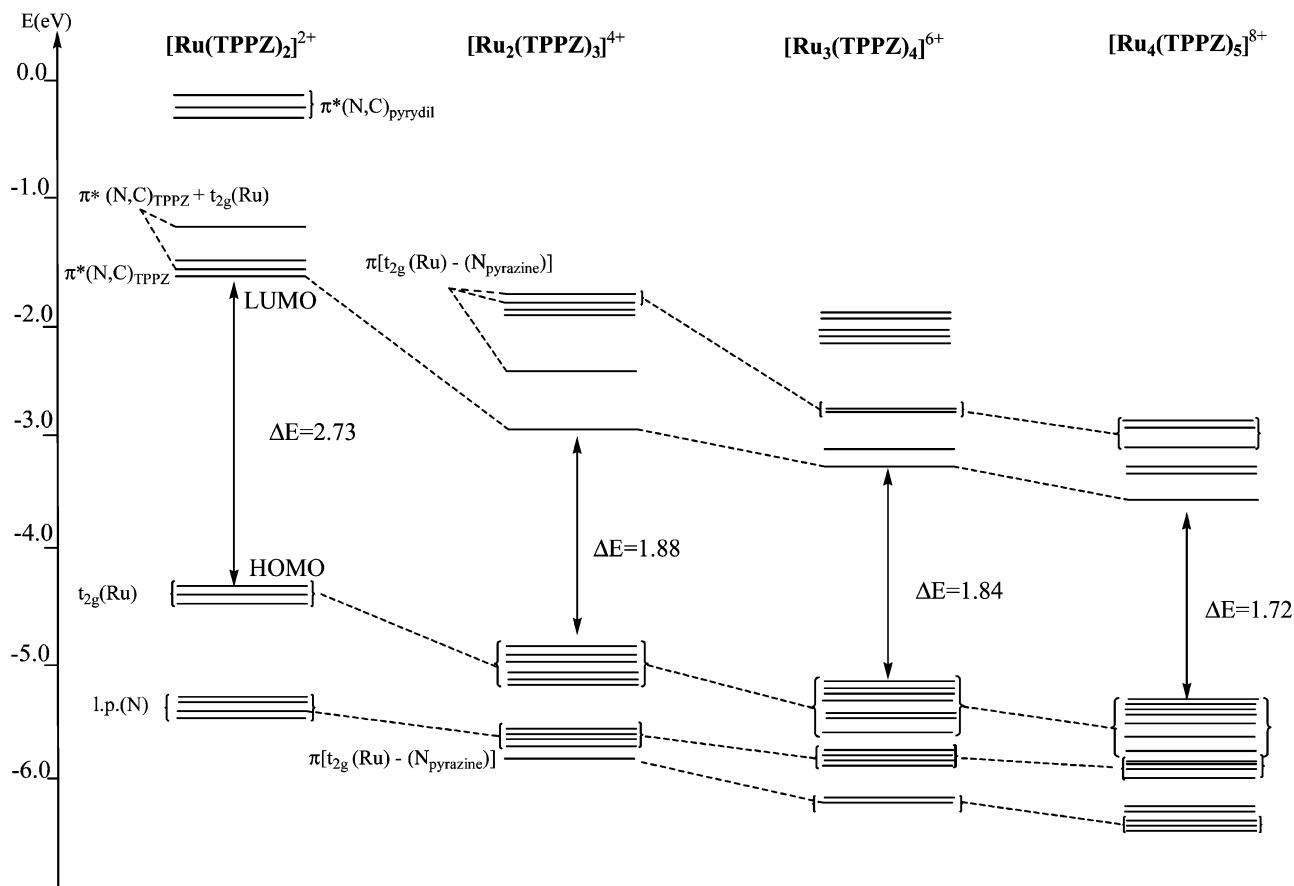 E(eV)
[Ru(TPPZ)2]2+
[Ru2(TPPZ)3]4+
[Ru3(TPPZ)4]6+
[Ru4(TPPZ)5]8+
0.0
π*(N,C)pyrydil
-1.0
π* (N,C)TPPZ + t2g(Ru)
π[t2g (Ru) - (Npyrazine)]
π*(N,C)TPPZ
LUMO
-2.0
-3.0
ΔE=2.73
-4.0
ΔE=1.88
HOMO
t2g(Ru)
ΔE=1.84
ΔE=1.72
-5.0
l.p.(N)
π[t2g (Ru) - (Npyrazine)]
-6.0